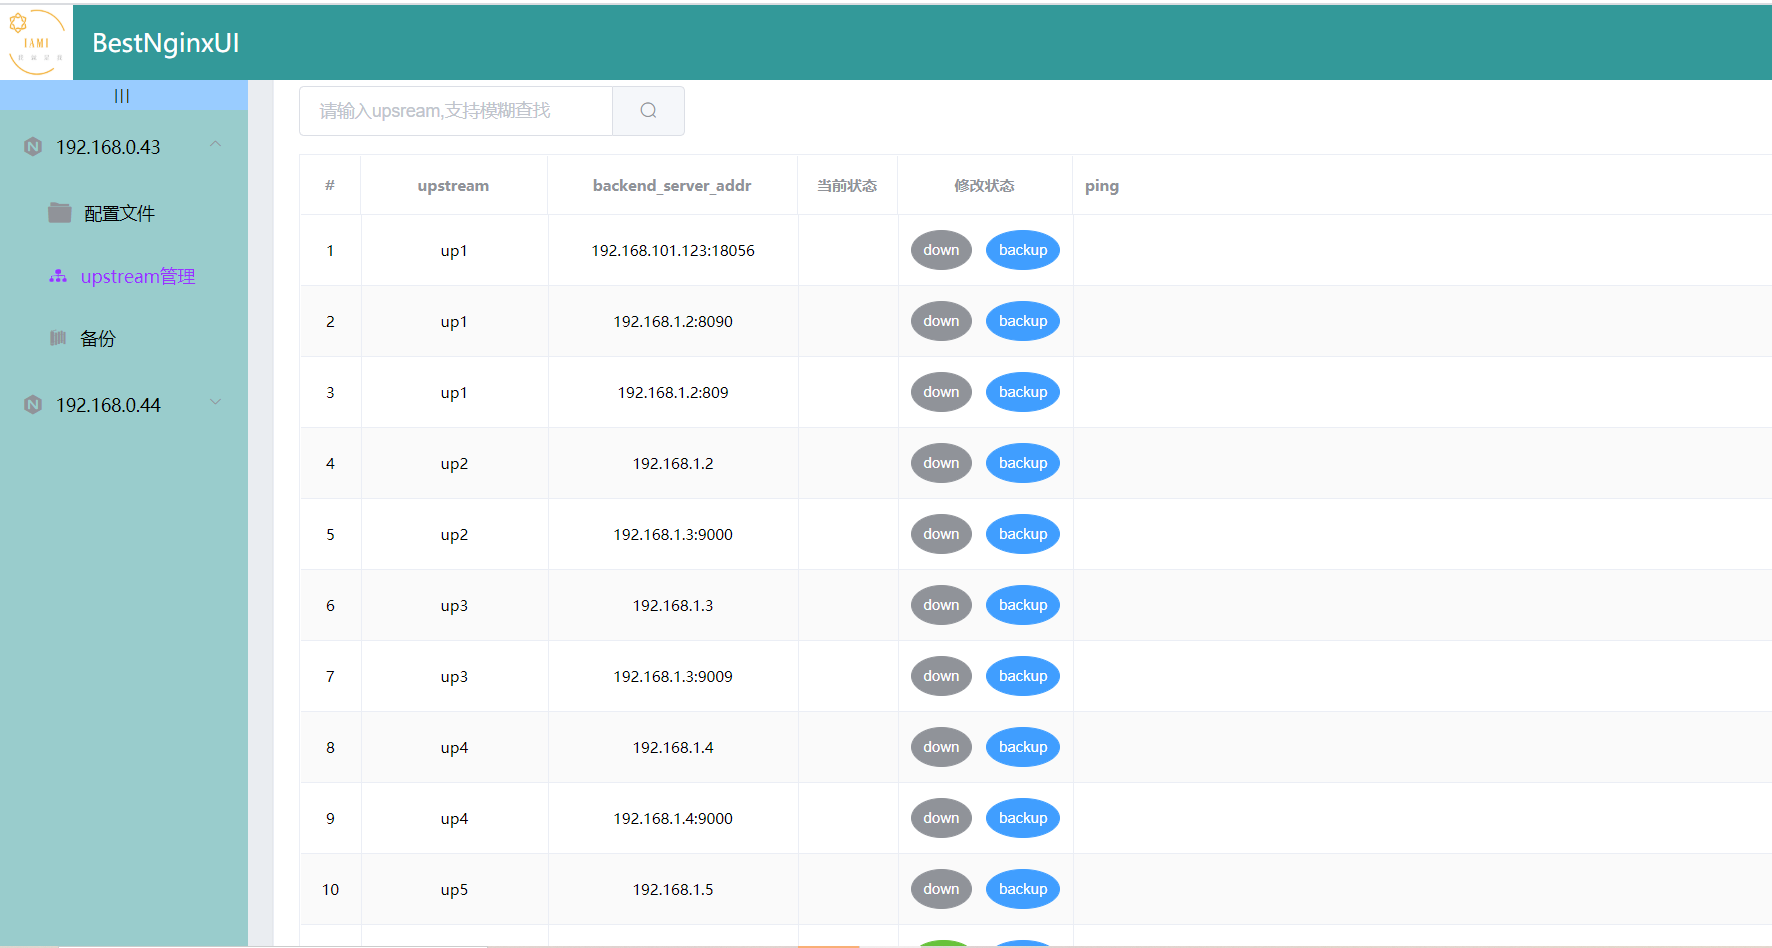 IAMI
BestNginxUI
192.168.0.43
配置文件
upstream管理
备份
192.168.0.44
请输入upsream,支持模糊查找
# upstream backend_server_addr 当前状态 修改状态 ping
1 up1 192.168.101.123:18056 down backup
2 up1 192.168.1.2:8090 down backup
3 up1 192.168.1.2:809 down backup
4 up2 192.168.1.2 down backup
5 up2 192.168.1.3:9000 down backup
6 up3 192.168.1.3 down backup
7 up3 192.168.1.3:9009 down backup
8 up4 192.168.1.4 down backup
9 up4 192.168.1.4:9000 down backup
10 up5 192.168.1.5 down backup